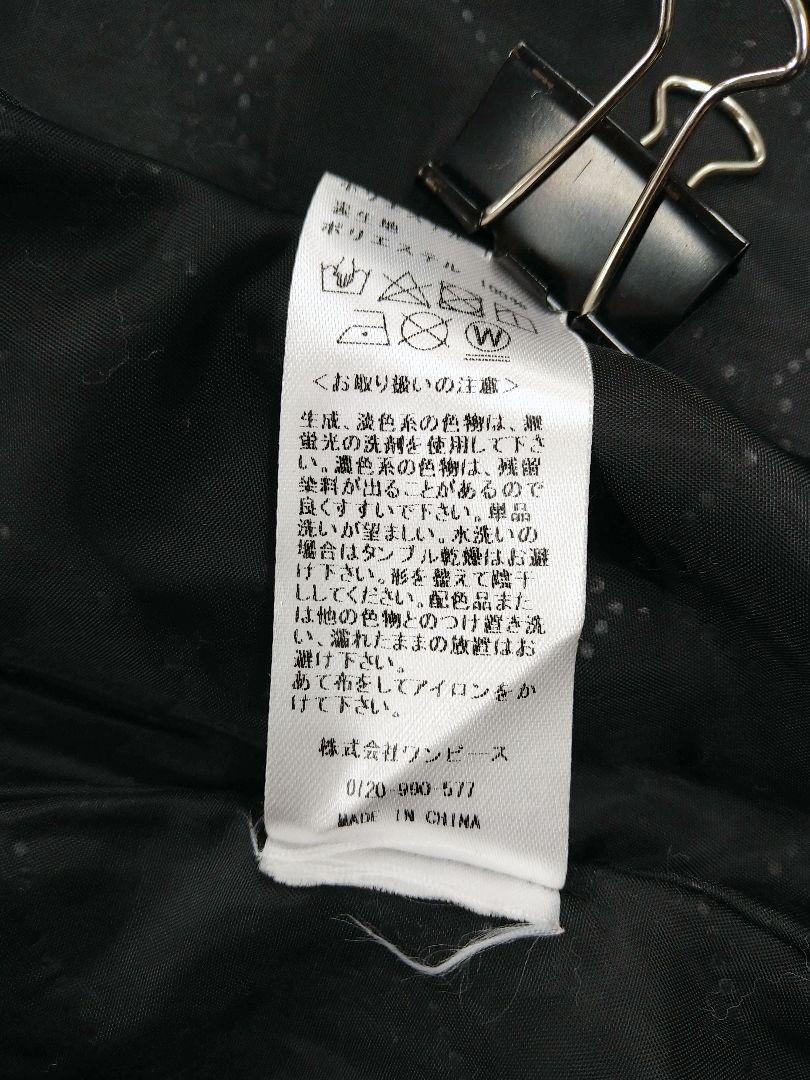 裏生地
ポリエステル 100%
W
<お取り扱いの注意>
生成、淡色系の色物は、無
蛍光の洗剤を使用して下さ
い。濃色系の色物は、残留
染料が出ることがあるので
良くすすいで下さい。単品
洗いが望ましい。水洗いの
場合はタンブル乾燥はお避
け下さい。形を整えて陰干
ししてください。配色品また
は他の色物とのつけ置き洗
い、濡れたままの放置はお
避け下さい。
あて布をしてアイロンをか
けて下さい。
株式会社ワンピース
0120-990-577
MADE IN CHINA